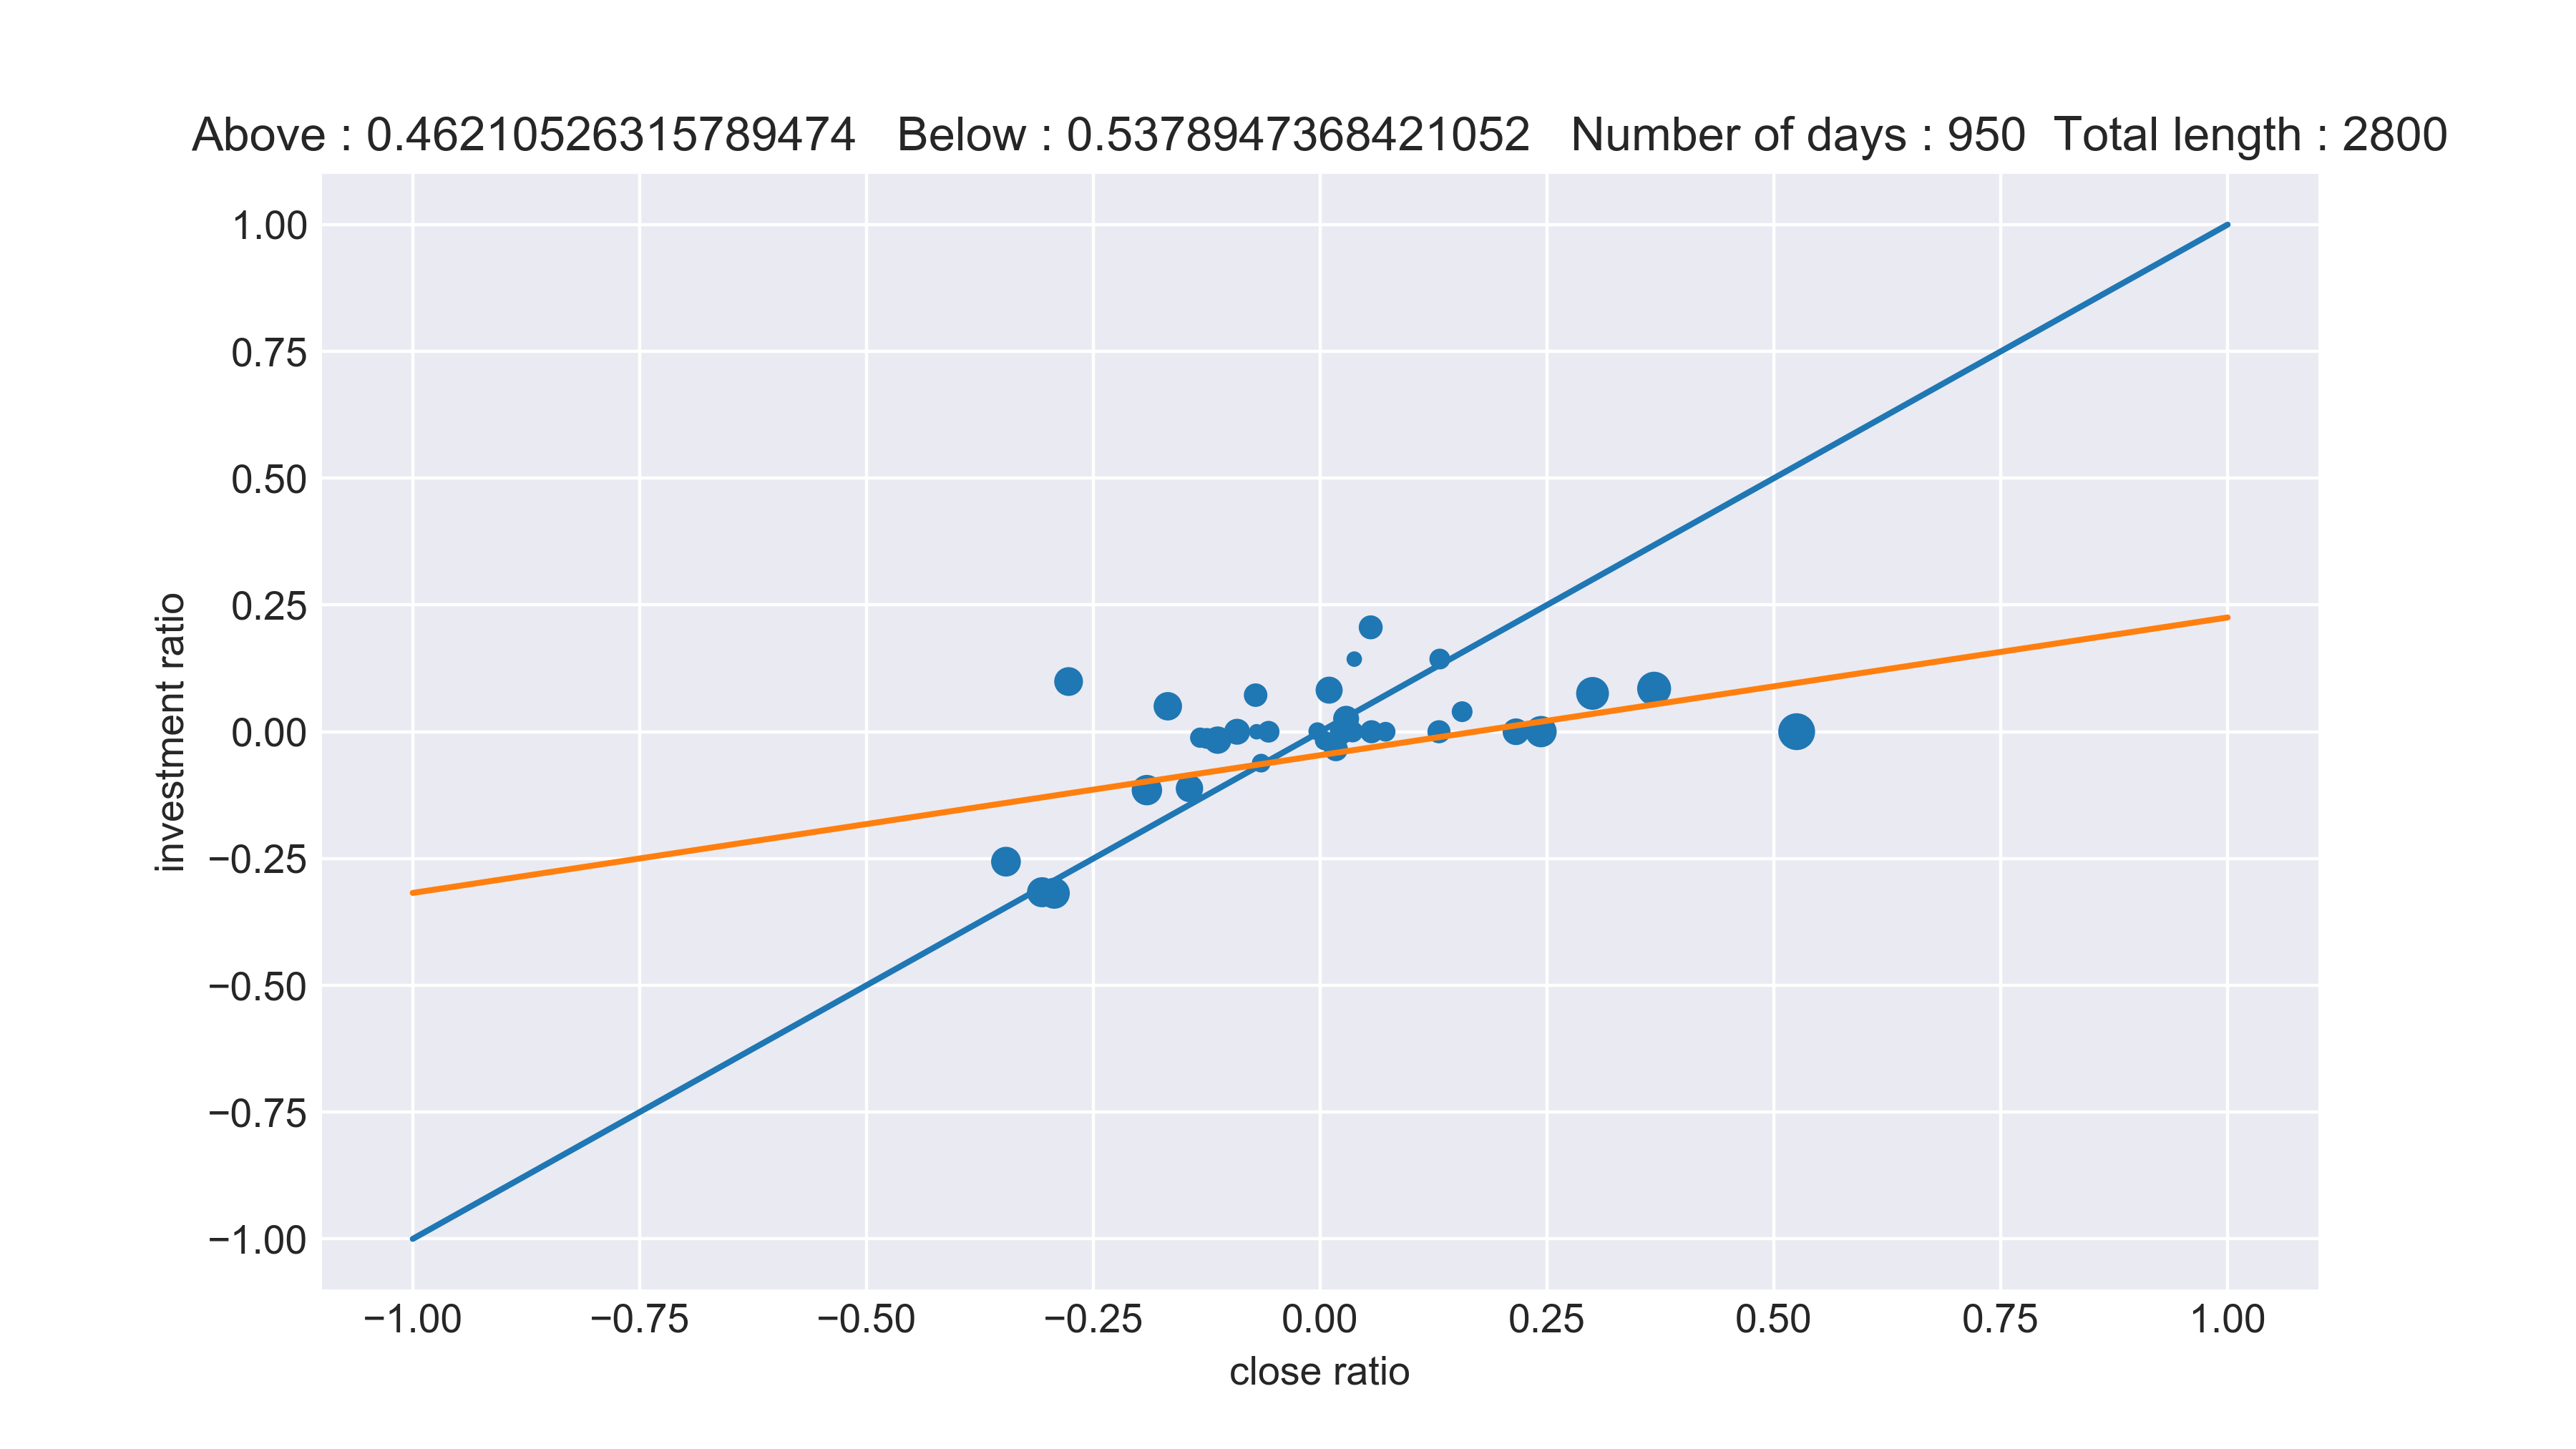 Above : 0.46210526315789474   Below : 0.5378947368421052   Number of days : 950  Total length : 2800
1.00
0.75
0.50
0.25
0.00
−0.25
−0.50
−0.75
−1.00
investment ratio
−1.00 −0.75 −0.50 −0.25 0.00 0.25 0.50 0.75 1.00
close ratio